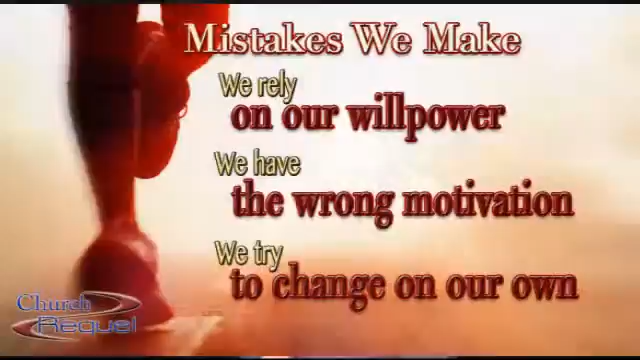 Mistakes We Make
We rely
on our willpower
We have
the wrong motivation
We try
to change on our own
Church
Requel